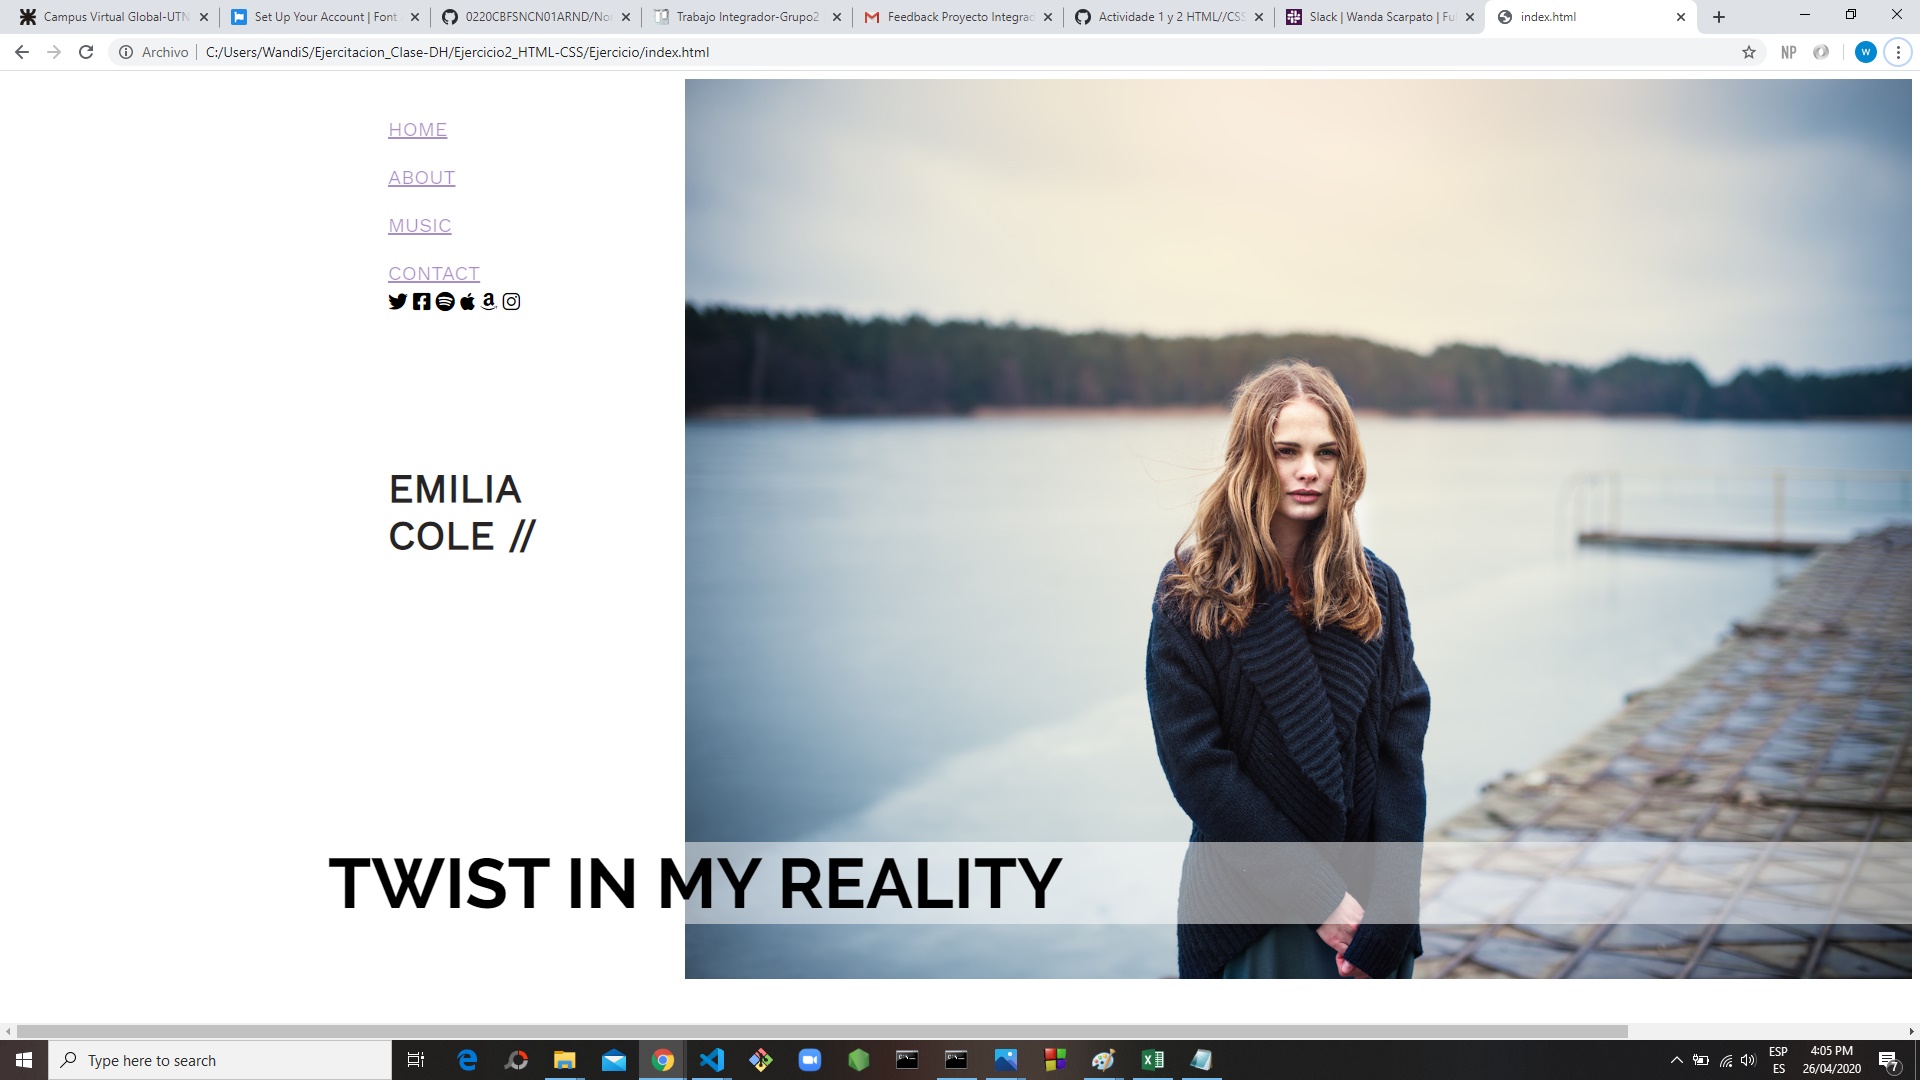 Campus Virtual Global-UTN
Set Up Your Account | Font
0220CBFSNCN01ARND/No
Trabajo Integrador-Grupo2
Feedback Proyecto Integrac
Actividade 1 y 2 HTML//CSS
Slack | Wanda Scarpato | Fu
index.html
Archivo
C:/Users/WandiS/Ejercitacion_Clase-DH/Ejercicio2_HTML-CSS/Ejercicio/index.html
NP
W
HOME
ABOUT
MUSIC
CONTACT
EMILIA
COLE //
TWIST IN MY REALITY
Type here to search
ESP
ES
4:05 PM
26/04/2020
7